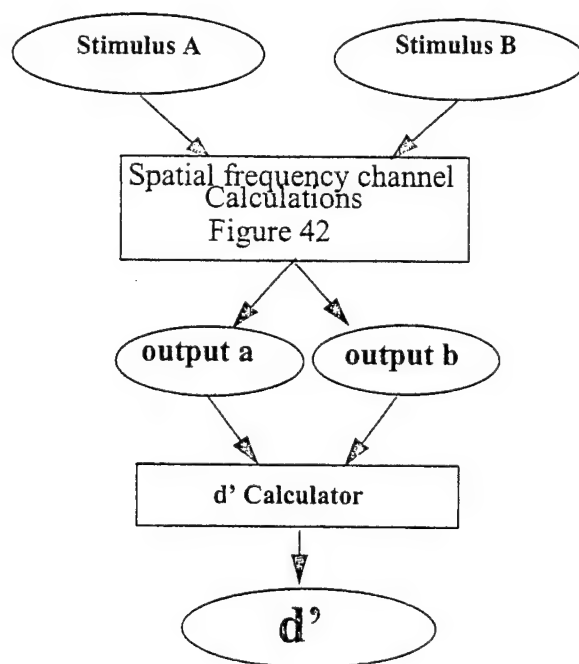 Stimulus A
Stimulus B
Spatial frequency channel
Calculations
Figure 42
output a
output b
d' Calculator
d'